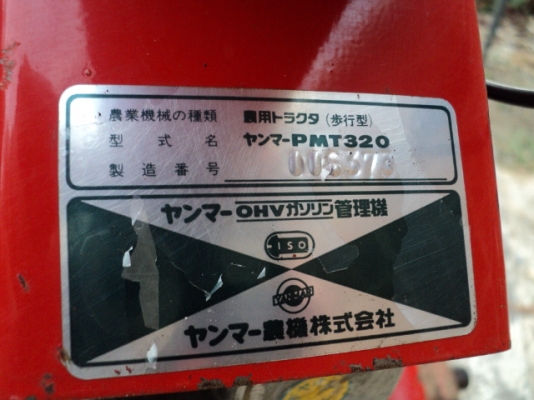 農業機械の種類 農用トラクタ (歩行型)
型式名 ヤンマーPMT320
製造番号
ヤンマーOHVガソリン管理機
ISO
YANMAR
ヤンマー農機株式会社